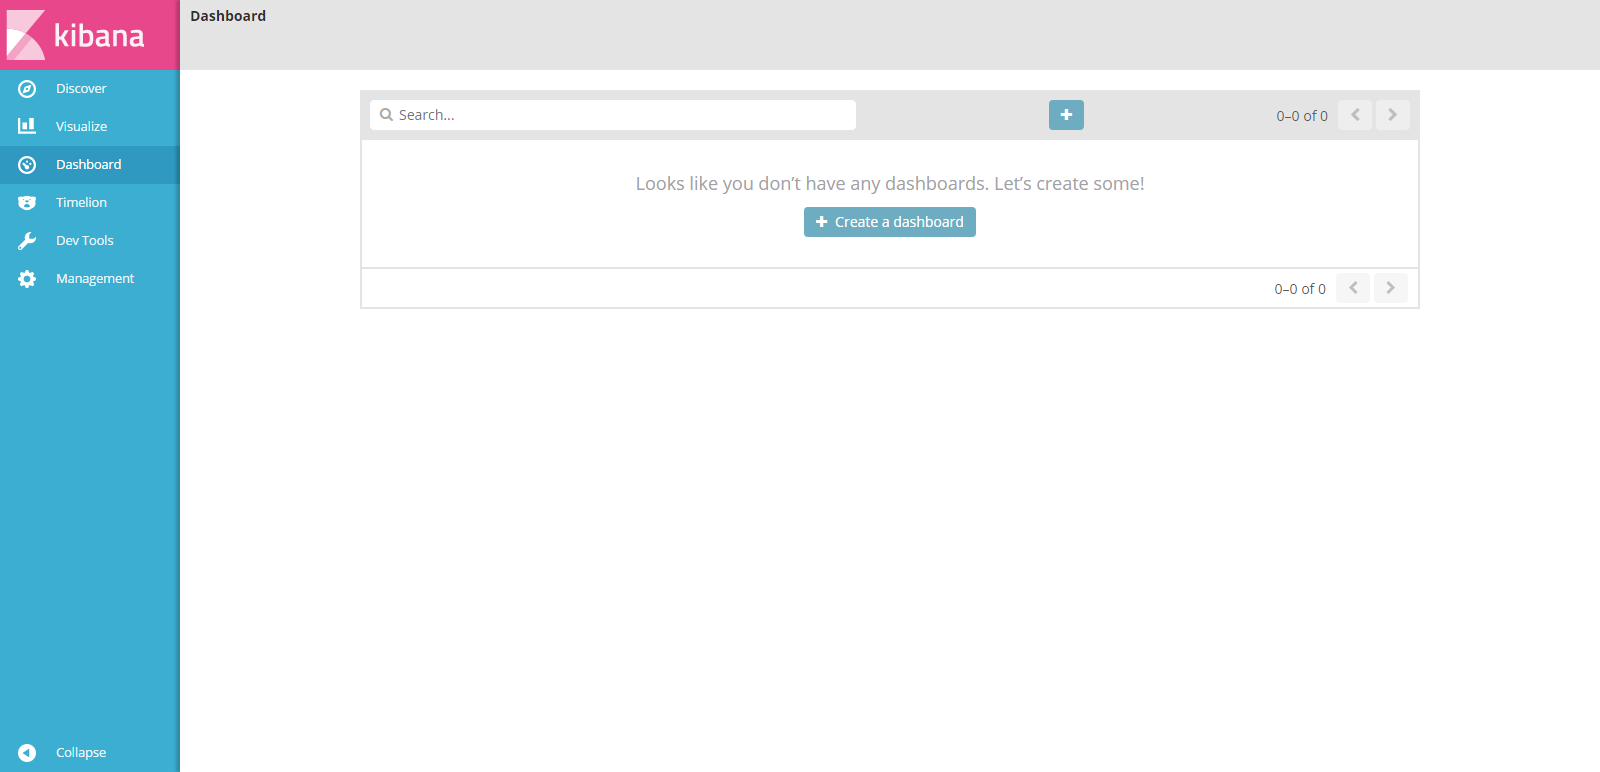 kibana
Dashboard
Discover
Visualize
Dashboard
Timelion
Dev Tools
Management
Collapse
Search...
0–0 of 0
Looks like you don’t have any dashboards. Let’s create some!
Create a dashboard
0–0 of 0